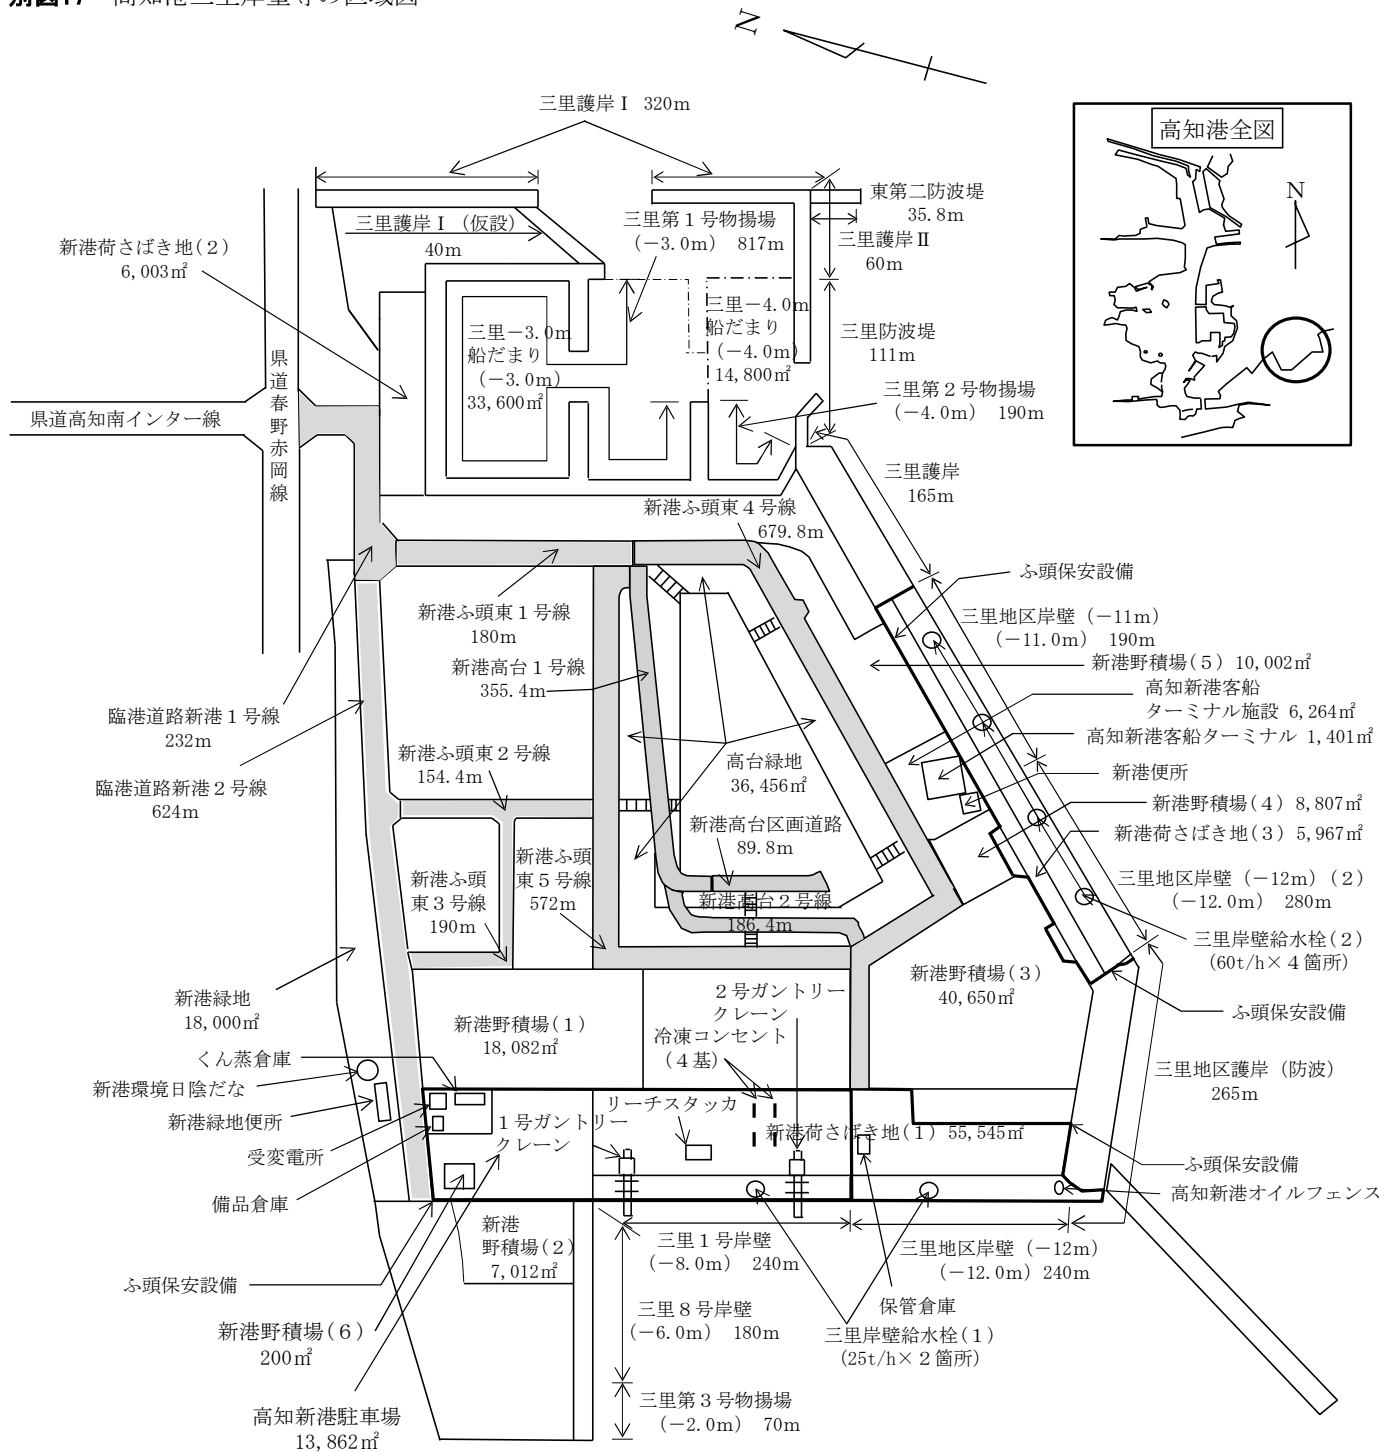 別図17 高知港三里岸壁等の区域図
N
三里護岸Ⅰ 320m
高知港全図
N
東第二防波堤
35.8m
三里護岸Ⅰ（仮設）
40m
三里第１号物揚場
(−3.0m) 817m
三里護岸Ⅱ
60m
新港荷さばき地(２)
6,003㎡
三里−3.0m
船だまり
(−3.0m)
33,600㎡
三里−4.0m
船だまり
(−4.0m)
14,800㎡
三里防波堤
111m
三里第２号物揚場
(−4.0m) 190m
県道高知南インター線
県道春野赤岡線
三里護岸
165m
新港ふ頭東４号線
679.8m
ふ頭保安設備
新港ふ頭東１号線
180m
三里地区岸壁（−11m）
(−11.0m) 190m
新港高台１号線
355.4m
新港野積場(５) 10,002㎡
高知新港客船
ターミナル施設 6,264㎡
臨港道路新港１号線
232m
高知新港客船ターミナル 1,401㎡
新港ふ頭東２号線
154.4m
高台緑地
36,456㎡
新港便所
臨港道路新港２号線
624m
新港野積場(４) 8,807㎡
新港高台区画道路
89.8m
新港荷さばき地(３) 5,967㎡
新港ふ頭
東５号線
572m
新港ふ頭
東３号線
190m
三里地区岸壁（−12m）(２)
(−12.0m) 280m
新港高台２号線
186.4m
三里岸壁給水栓(２)
(60t/h×４箇所)
新港野積場(３)
40,650㎡
新港緑地
18,000㎡
２号ガントリー
クレーン
ふ頭保安設備
新港野積場(１)
18,082㎡
冷凍コンセント
(４基)
くん蒸倉庫
三里地区護岸（防波）
265m
新港環境日陰だな
新港緑地便所
リーチスタッカ
１号ガントリー
クレーン
新港荷さばき地(１) 55,545㎡
受変電所
ふ頭保安設備
備品倉庫
高知新港オイルフェンス
新港
野積場(２)
7,012㎡
三里１号岸壁
(−8.0m) 240m
三里地区岸壁（−12m）
(−12.0m) 240m
ふ頭保安設備
三里８号岸壁
(−6.0m) 180m
保管倉庫
新港野積場(６)
200㎡
三里岸壁給水栓(１)
(25t/h×２箇所)
三里第３号物揚場
(−2.0m) 70m
高知新港駐車場
13,862㎡